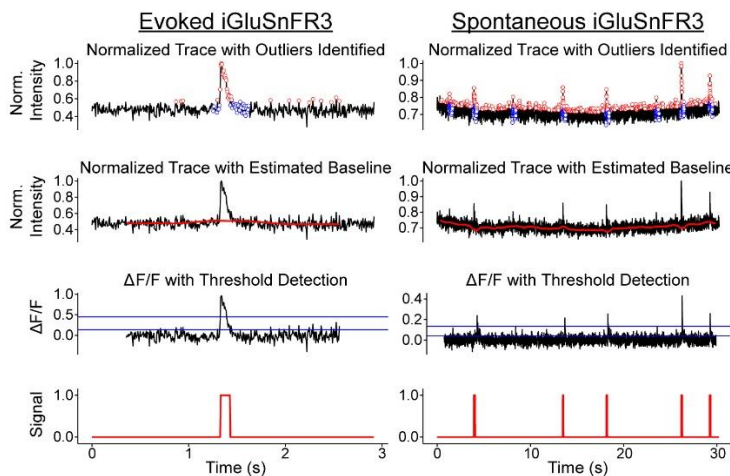 Evoked iGluSnFR3
Spontaneous iGluSnFR3
Normalized Trace with Outliers Identified
Normalized Trace with Outliers Identified
Norm.
Intensity
1.0
0.8
0.6
0.4
1.0
0.9
0.8
0.7
Normalized Trace with Estimated Baseline
Normalized Trace with Estimated Baseline
Norm.
Intensity
1.0
0.8
0.6
0.4
1.0
0.9
0.8
0.7
ΔF/F with Threshold Detection
ΔF/F with Threshold Detection
ΔF/F
1.0
0.5
0.0
0.4
0.2
0.0
Signal
1.0
0.0
1.0
0.0
0
1
2
3
0
10
20
30
Time (s)
Time (s)